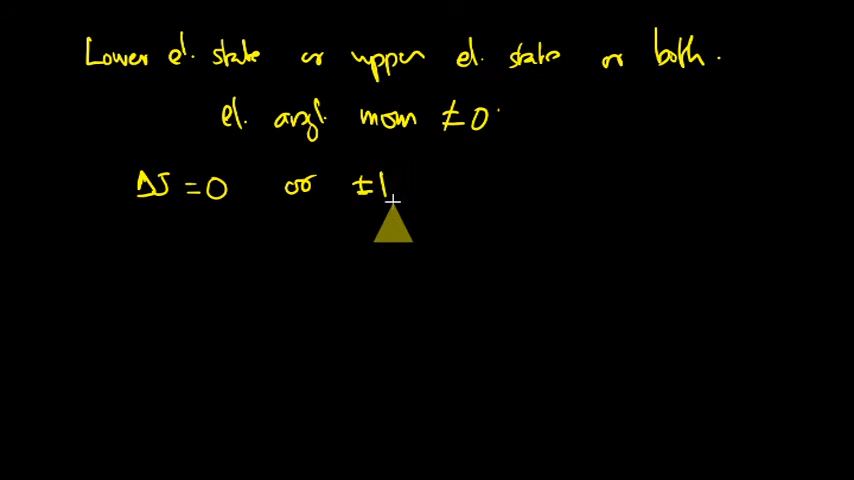 Lower el. state or upper el. state or both.
el. angl. mom ≠ 0.
ΔJ = 0 or ±1